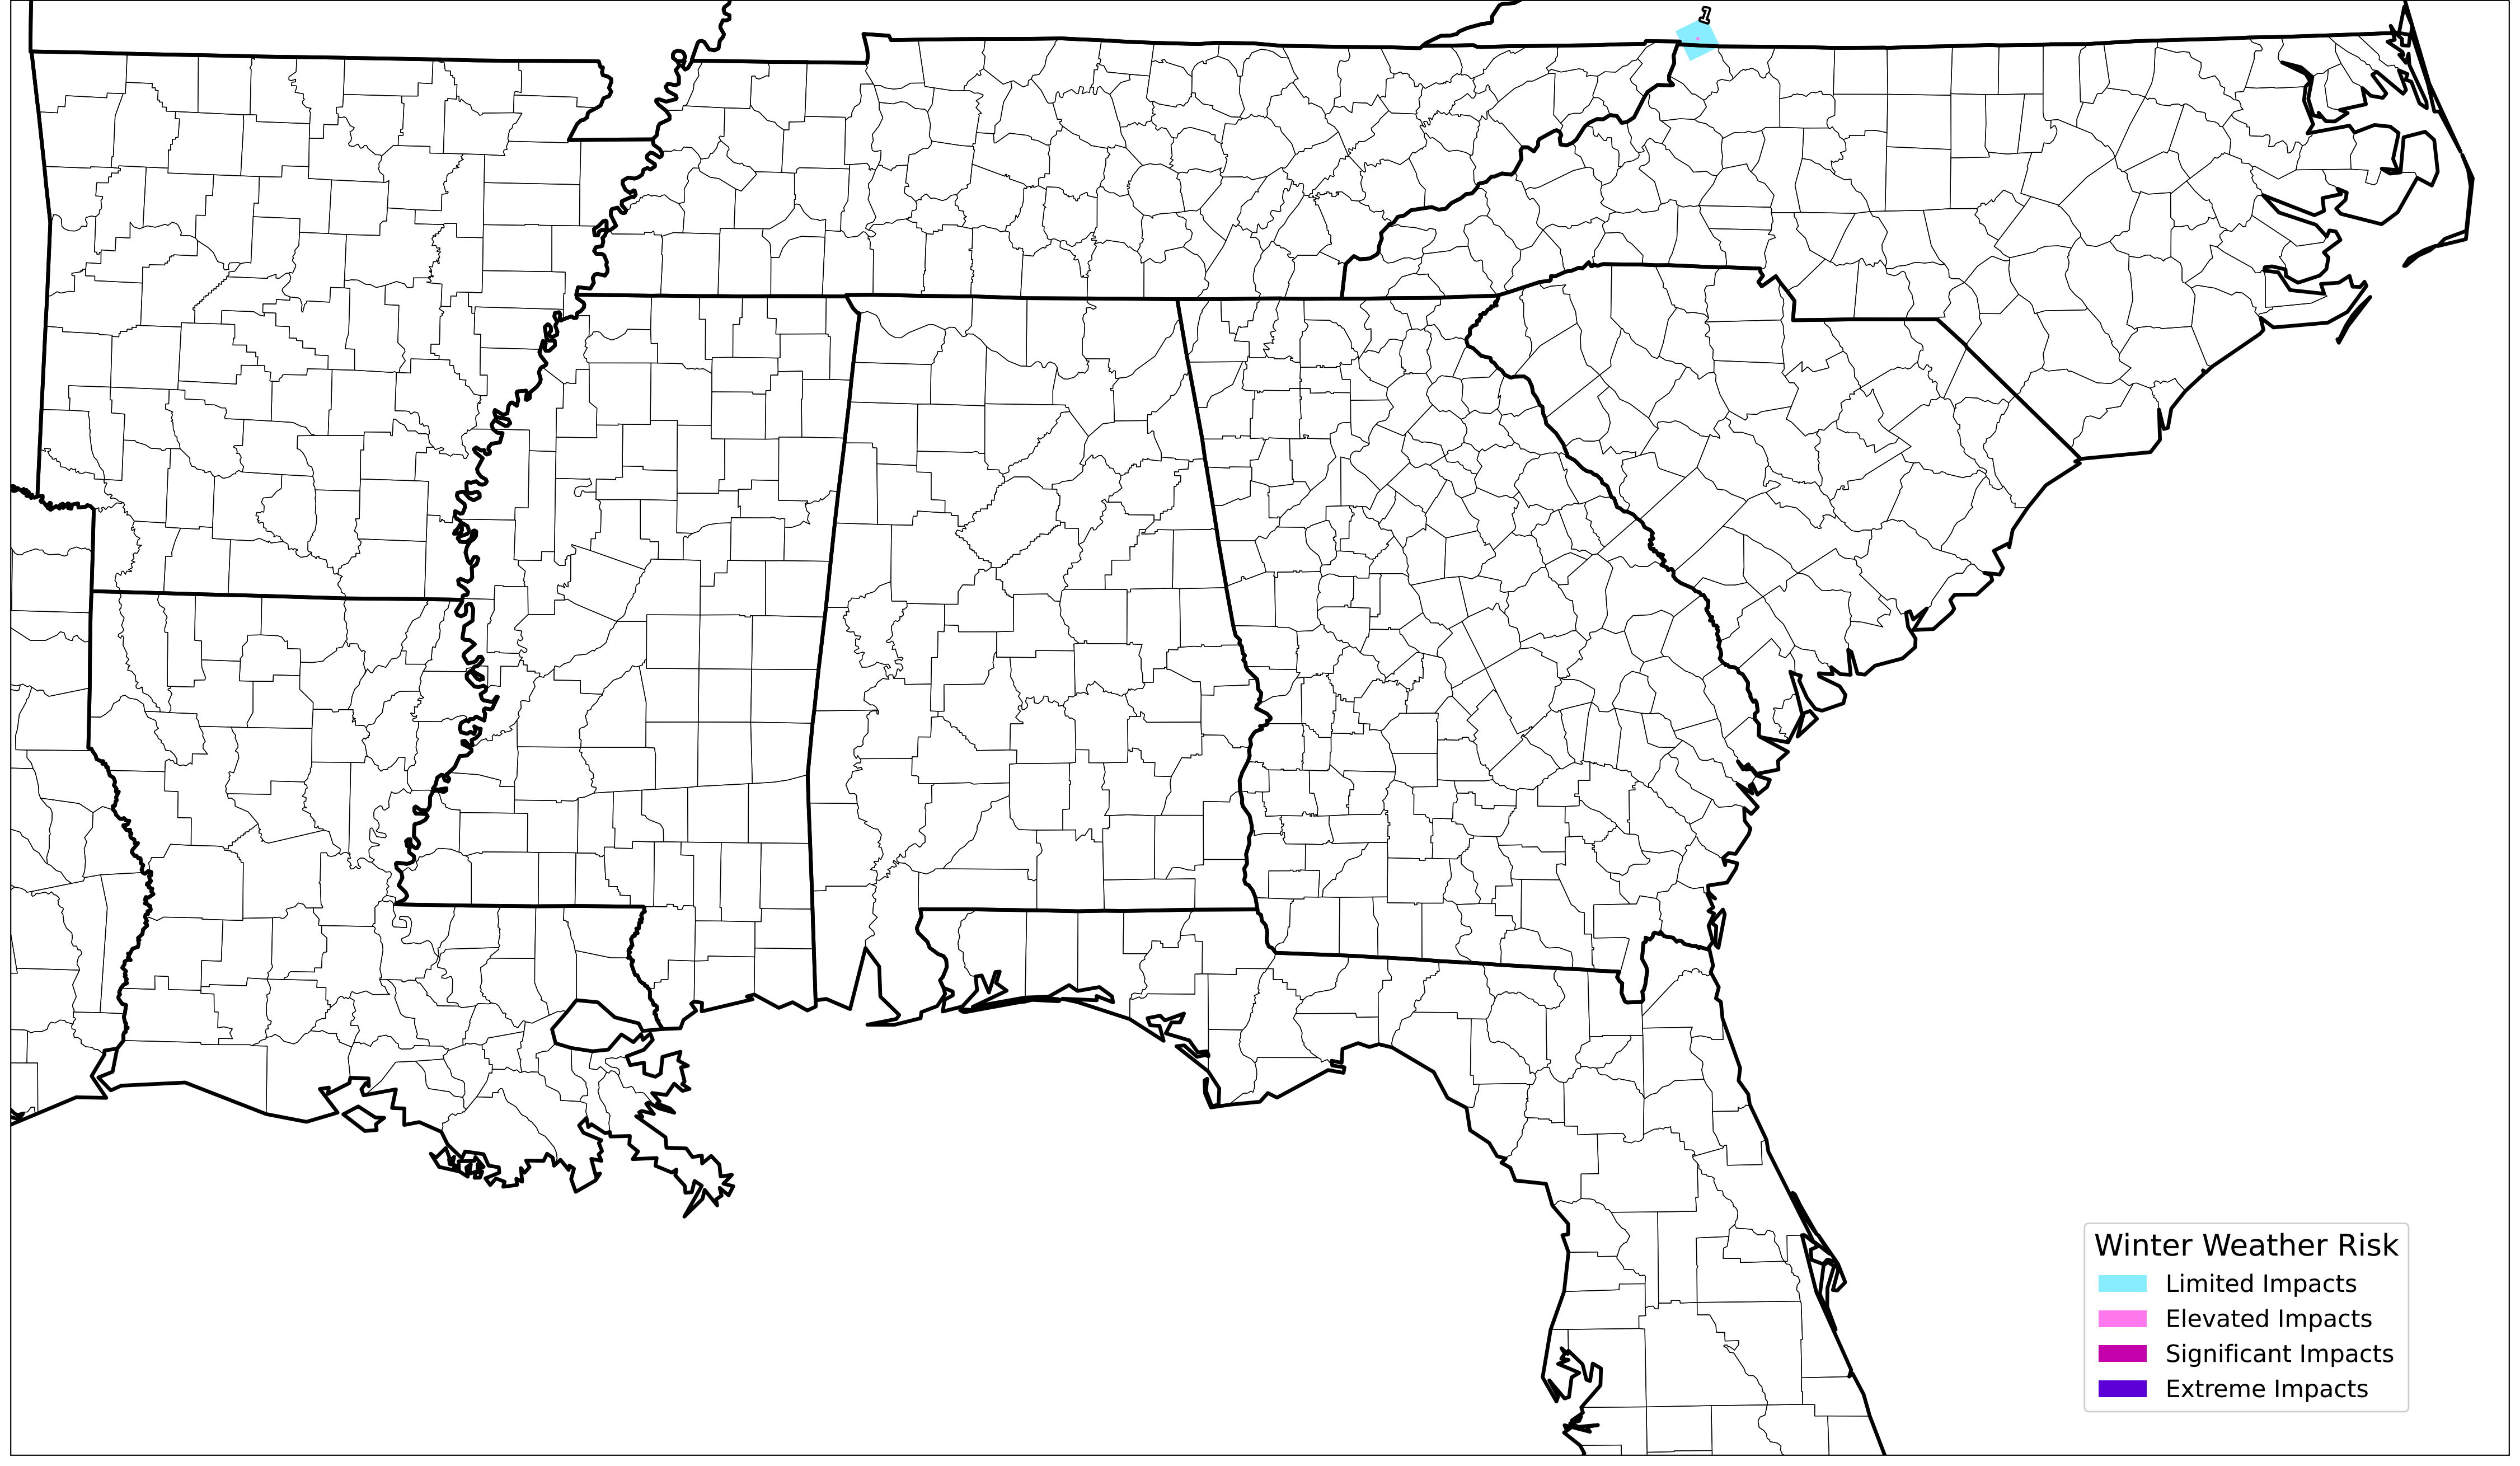 1
Winter Weather Risk
Limited Impacts
Elevated Impacts
Significant Impacts
Extreme Impacts